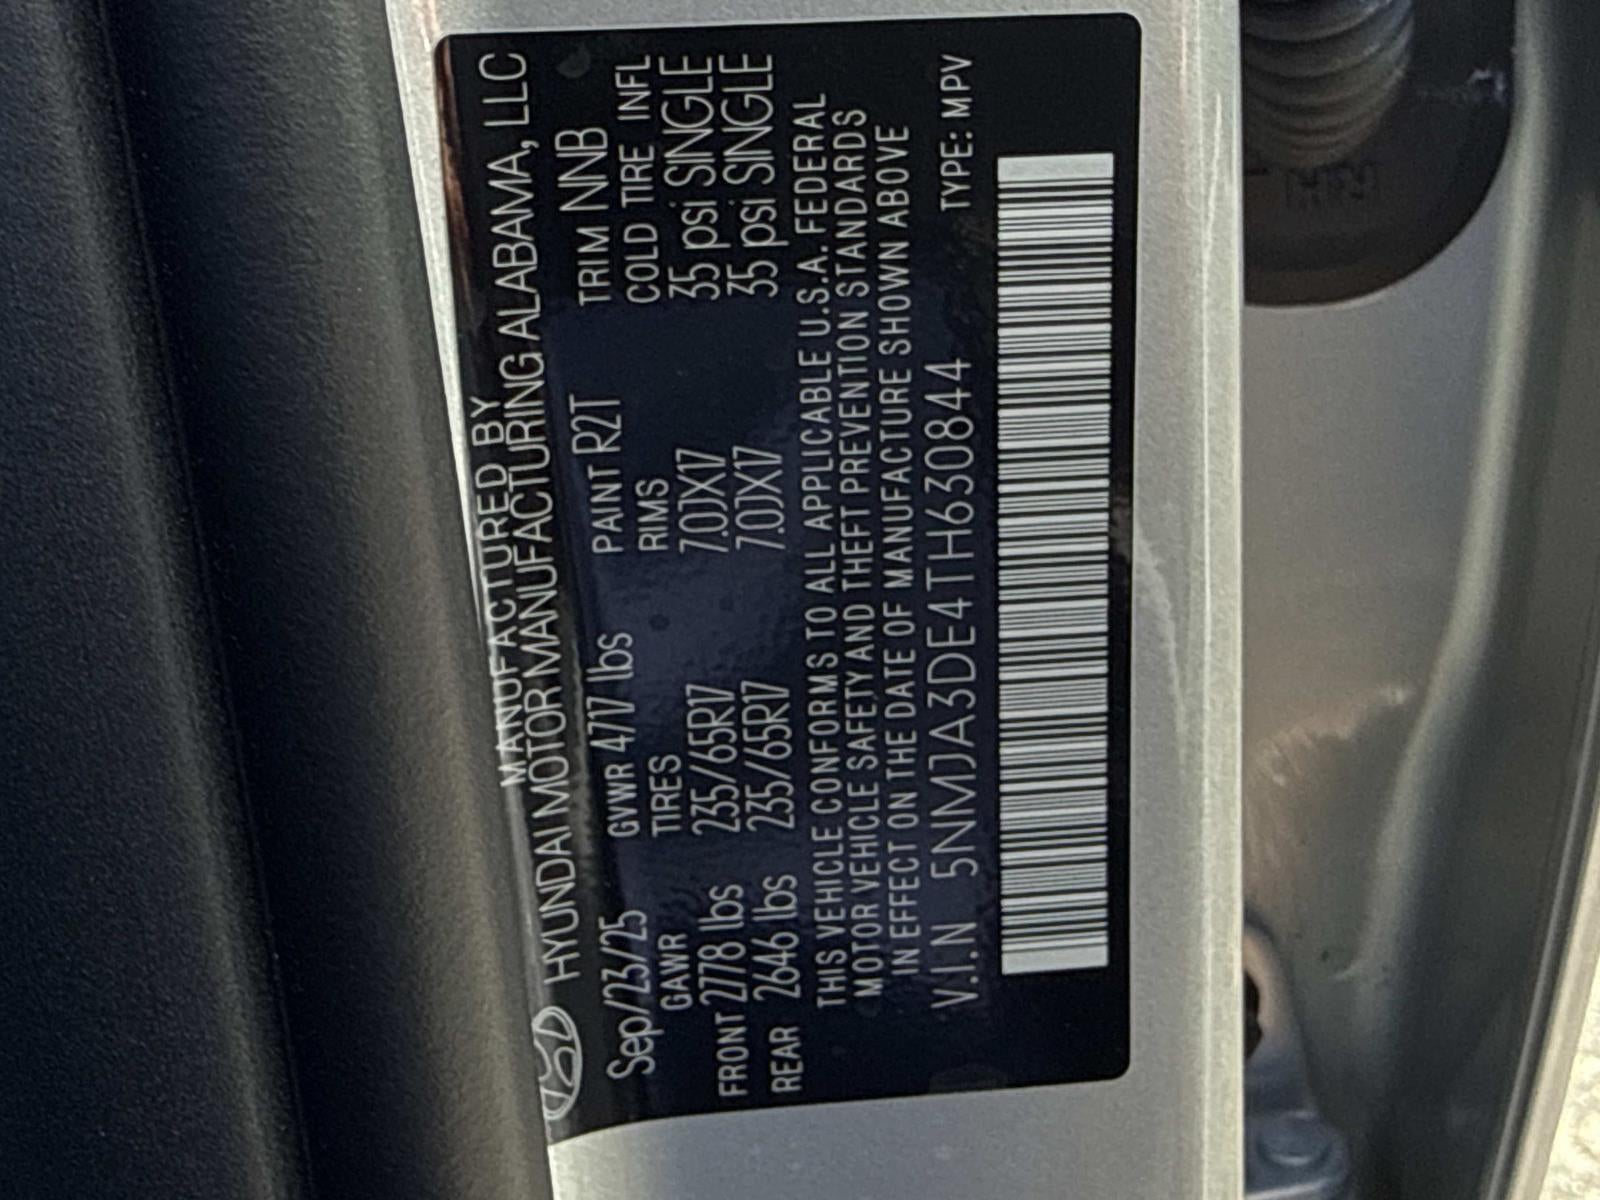 MANUFACTURED BY
HYUNDAI MOTOR MANUFACTURING ALABAMA, LLC
Sep/23/25 GVWR 4717 lbs PAINT R2T TRIM NNB
GAWR TIRES RIMS COLD TIRE INFL
FRONT 2778 lbs 235/65R17 7.0JX17 35 psi SINGLE
REAR 2646 lbs 235/65R17 7.0JX17 35 psi SINGLE
THIS VEHICLE CONFORMS TO ALL APPLICABLE U.S.A. FEDERAL
MOTOR VEHICLE SAFETY AND THEFT PREVENTION STANDARDS
IN EFFECT ON THE DATE OF MANUFACTURE SHOWN ABOVE
V.I.N 5NMJA3DE4TH630844 TYPE: MPV